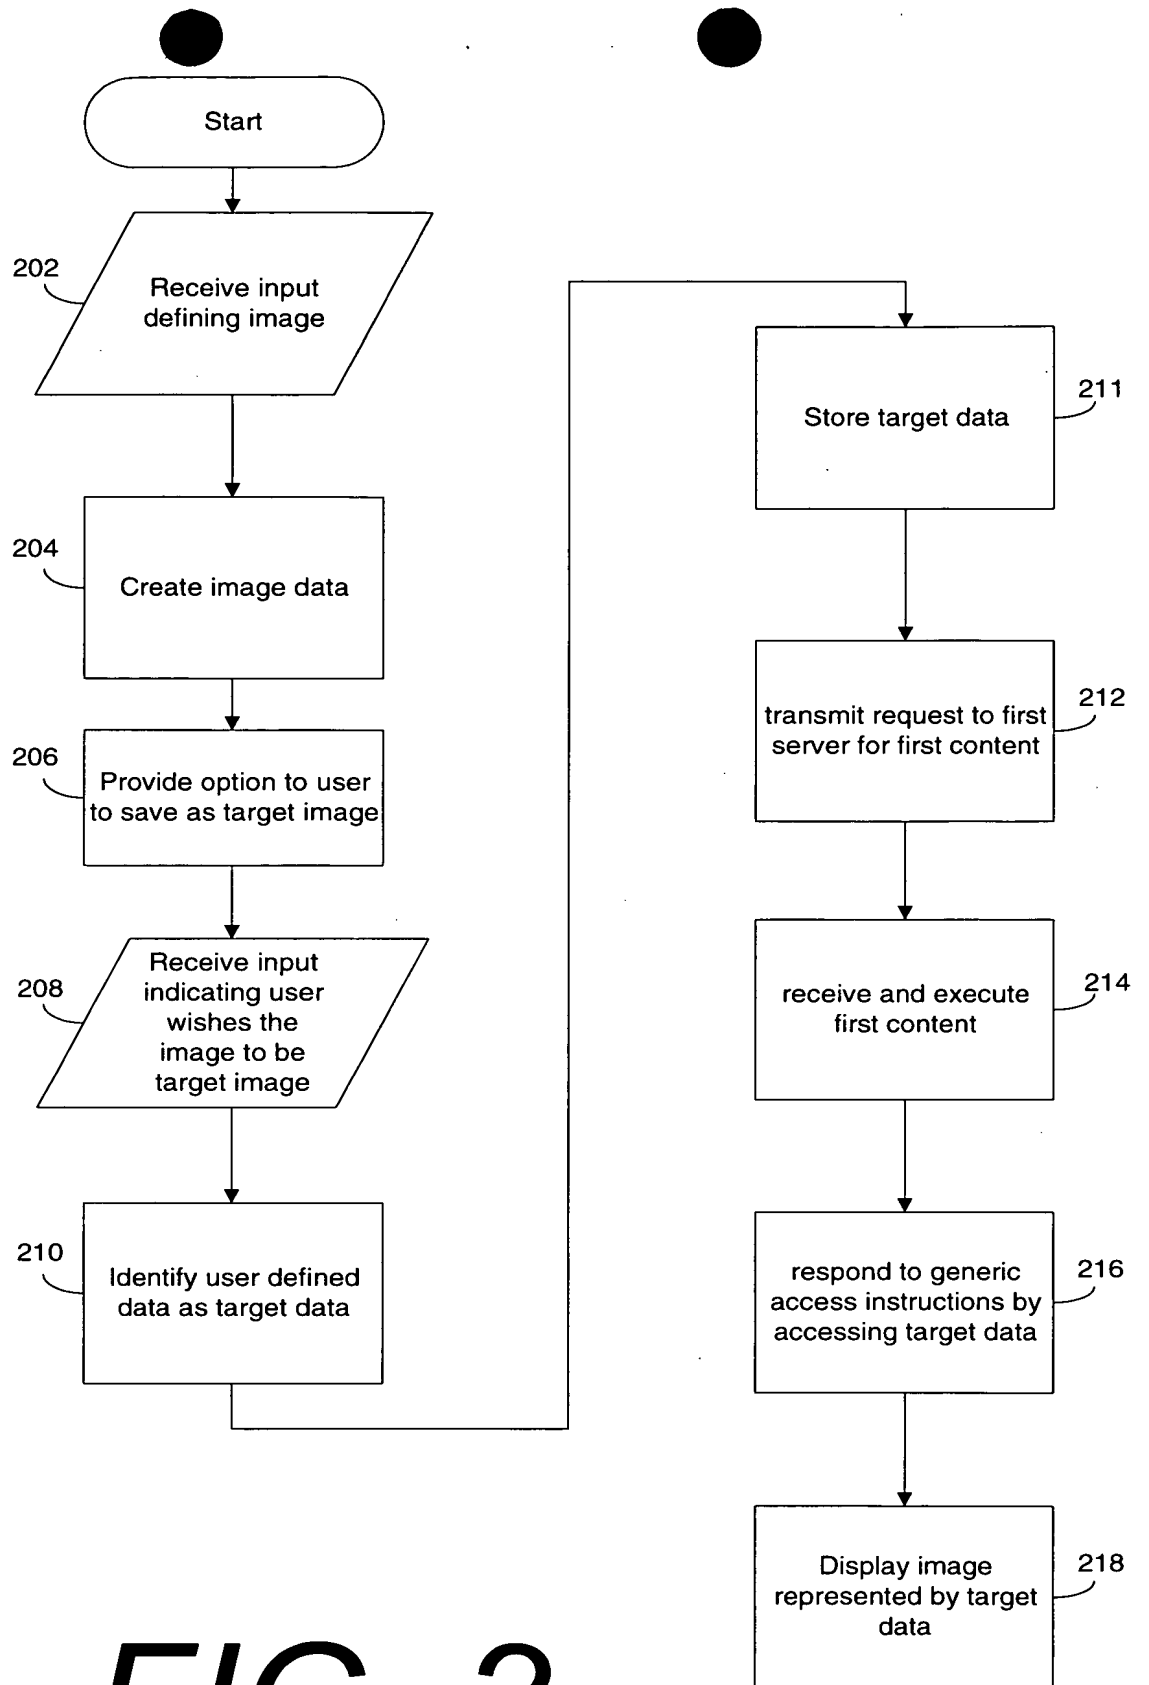 Start
202
Receive input
defining image
204
Create image data
206
Provide option to user
to save as target image
208
Receive input
indicating user
wishes the
image to be
target image
210
Identify user defined
data as target data
211
Store target data
212
transmit request to first
server for first content
214
receive and execute
first content
216
respond to generic
access instructions by
accessing target data
218
Display image
represented by target
data
FIG.